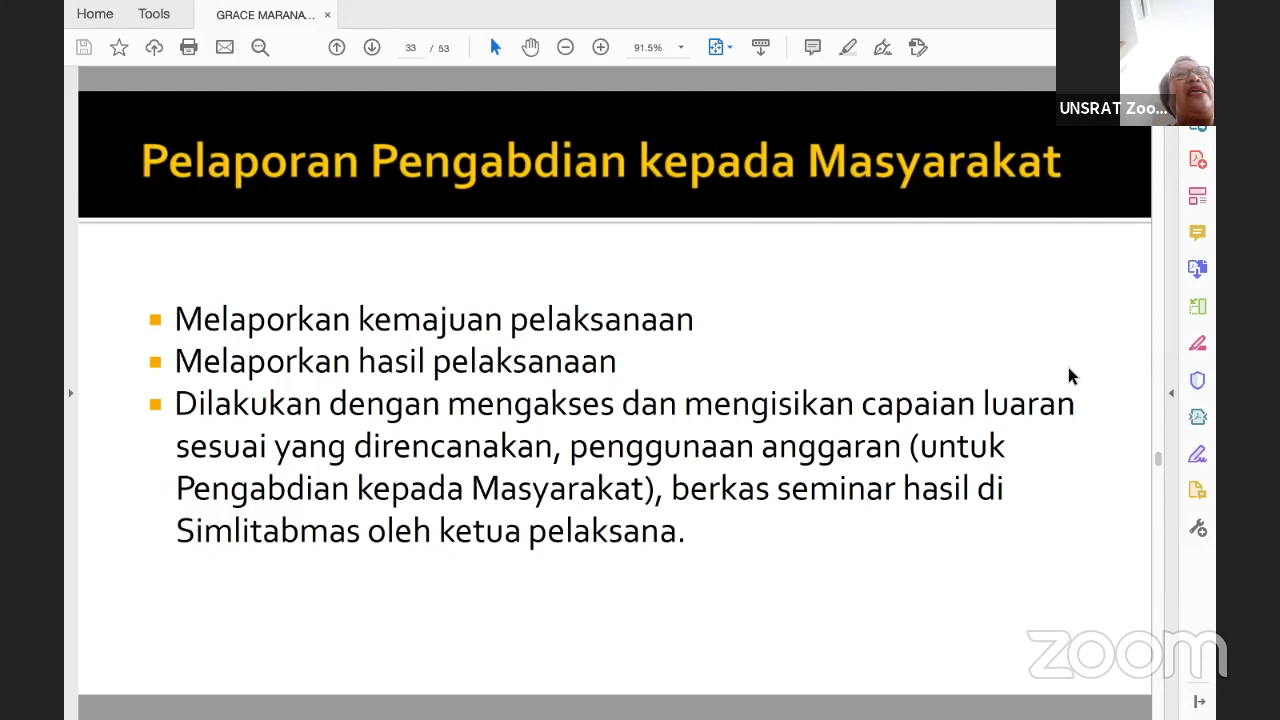 Home Tools GRACE MARANA... ×
33 / 53 91.5%
UNSRAT Zoo...
Pelaporan Pengabdian kepada Masyarakat
Melaporkan kemajuan pelaksanaan
Melaporkan hasil pelaksanaan
Dilakukan dengan mengakses dan mengisikan capaian luaran
sesuai yang direncanakan, penggunaan anggaran (untuk
Pengabdian kepada Masyarakat), berkas seminar hasil di
Simlitabmas oleh ketua pelaksana.
zoom